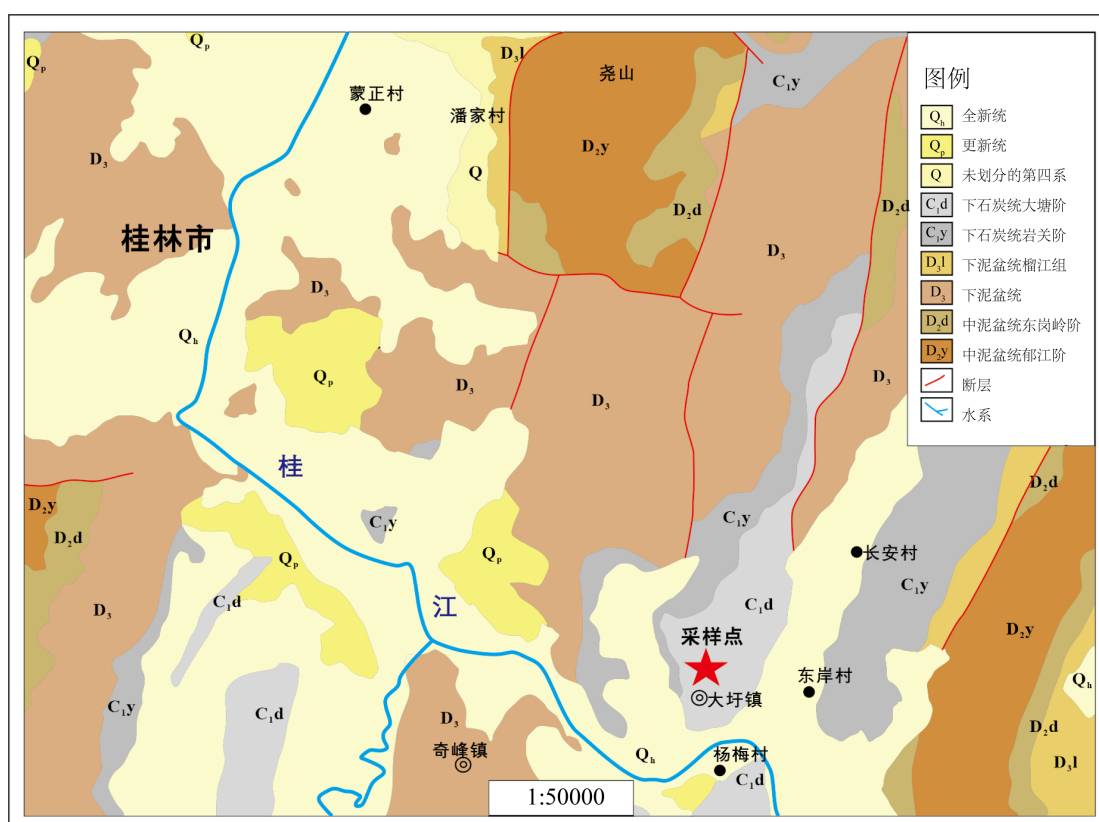 Qp
Qp
D₃l
尧山
C₁y
蒙正村
潘家村
D₃
D₂y
Q
D₂d
D₂d
桂林市
D₃
D₃
Qh
Qp
D₃
D₃
D₃
桂
D₂y
C₁y
C₁y
D₂d
Qp
Qp
长安村
C₁y
C₁d
江
C₁d
D₃
采样点
D₂y
东岸村
大圩镇
Qh
C₁y
C₁d
D₃
D₂d
奇峰镇
Qh
杨梅村
C₁d
D₃l
1:50000
D₂d
图例
Qh 全新统
Qp 更新统
Q 未划分的第四系
C₁d 下石炭统大塘阶
C₁y 下石炭统岩关阶
D₃l 下泥盆统榴江组
D₃ 下泥盆统
D₂d 中泥盆统东岗岭阶
D₂y 中泥盆统郁江阶
断层
水系